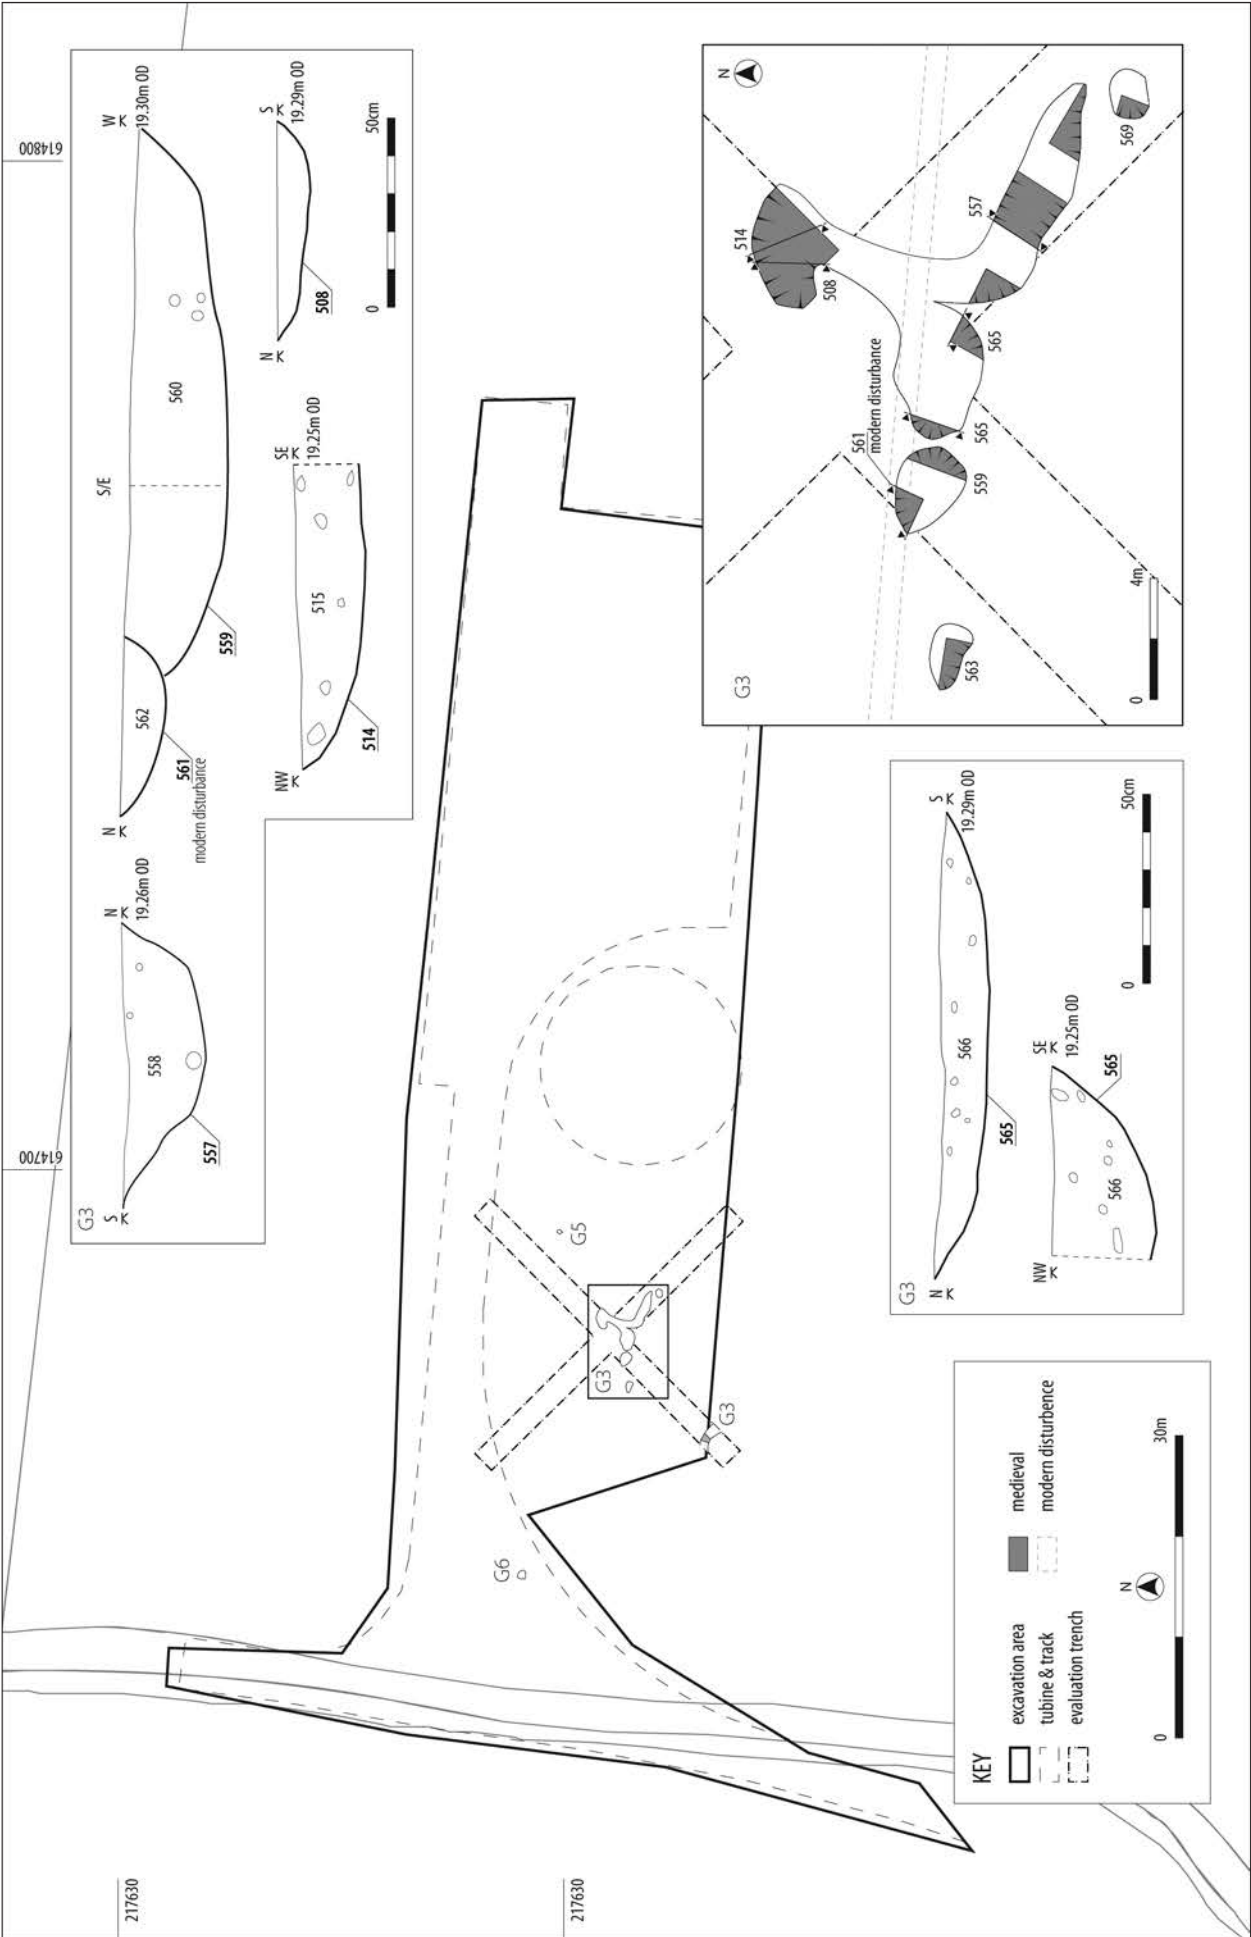 614800
614700
217630
217630
G3
S K
N K
19.26m OD
558
557
N K
S/E
W K
19.30m OD
562
560
561
modern disturbance
559
NW K
SE K
19.25m OD
515
514
N K
S K
19.29m OD
508
0
50cm
G6
G5
G3
G3
G3
N
514
508
557
569
561
modern disturbance
565
565
559
563
0
4m
G3
N K
S K
19.29m OD
566
565
NW K
SE K
19.25m OD
566
565
0
50cm
KEY
excavation area
tubine & track
evaluation trench
medieval
modern disturbence
N
0
30m